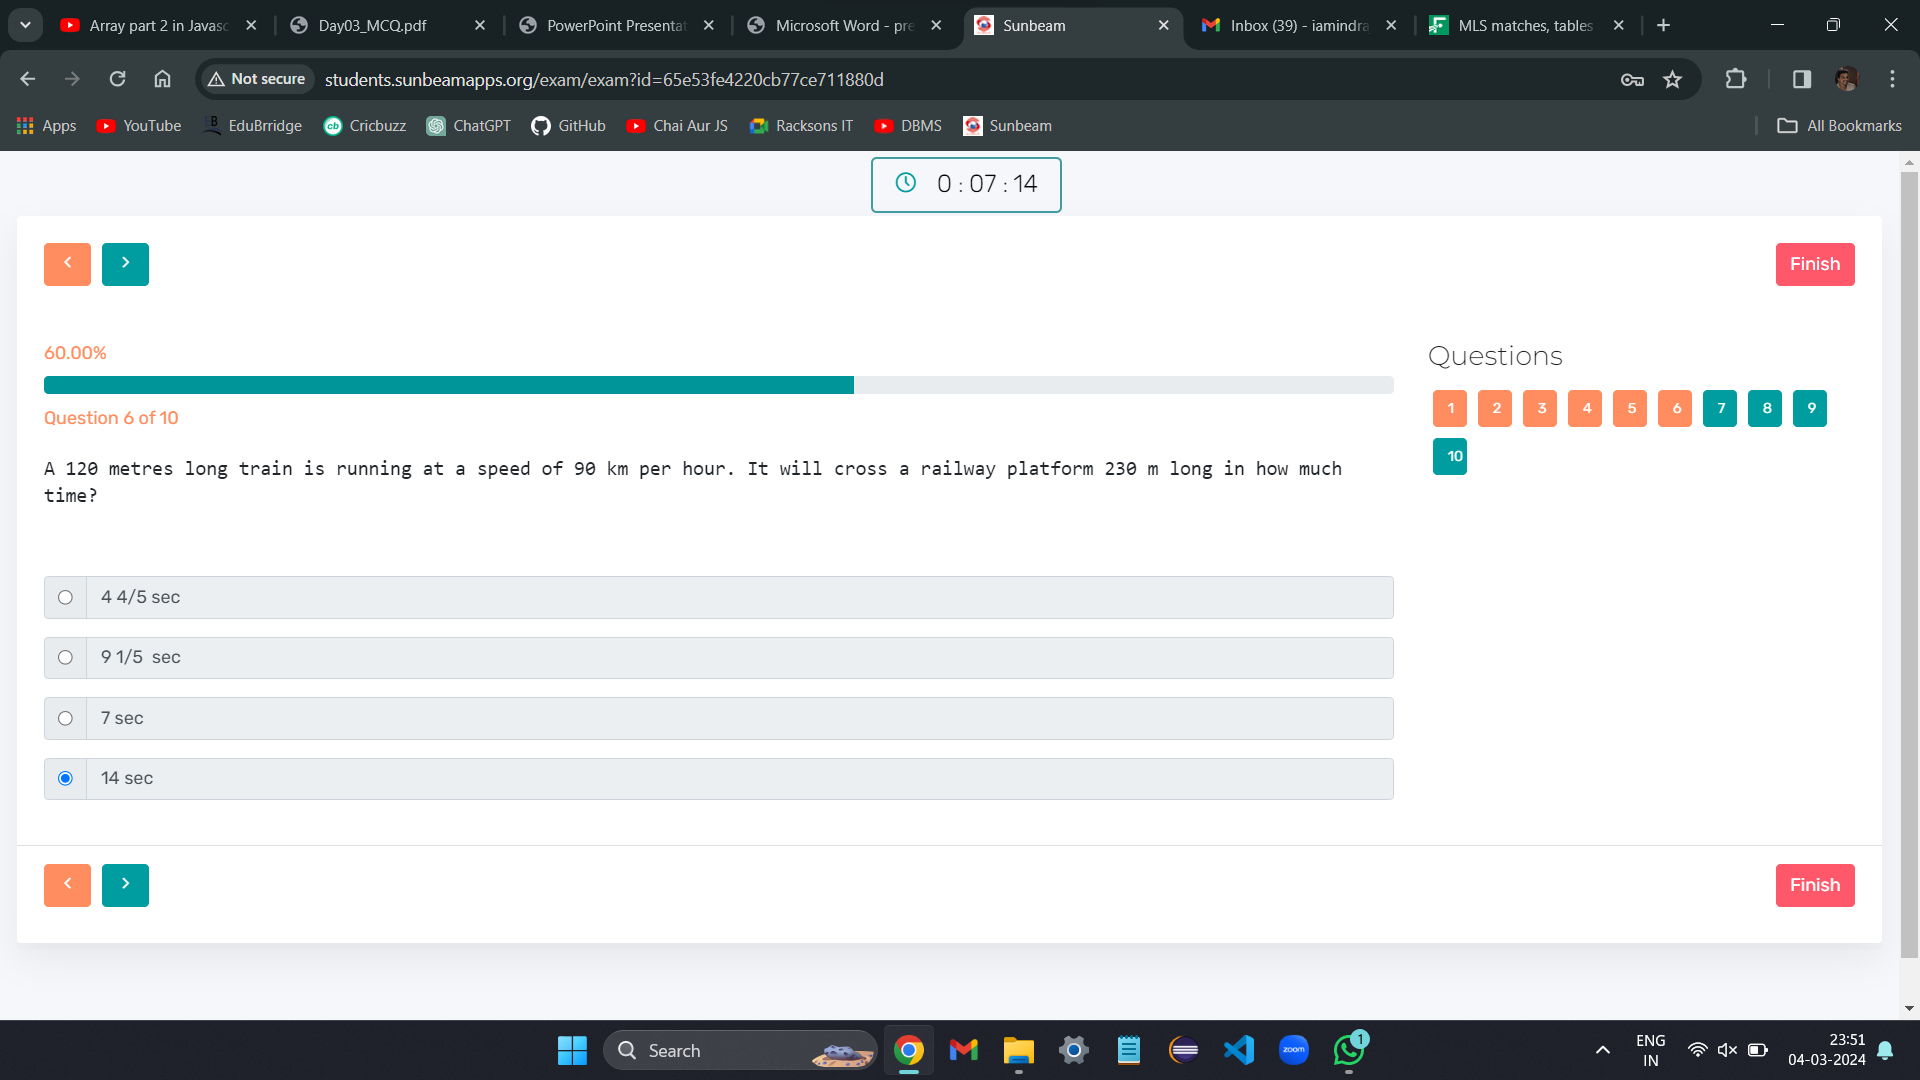 Array part 2 in Javasc
Day03_MCQ.pdf
PowerPoint Presentat
Microsoft Word - pre
Sunbeam
Inbox (39) - iamindra
MLS matches, tables
Not secure
students.sunbeamapps.org/exam/exam?id=65e53fe4220cb77ce711880d
Apps
YouTube
EduBrridge
Cricbuzz
ChatGPT
GitHub
Chai Aur JS
Racksons IT
DBMS
Sunbeam
All Bookmarks
0 : 07 : 14
Finish
60.00%
Question 6 of 10
A 120 metres long train is running at a speed of 90 km per hour. It will cross a railway platform 230 m long in how much
time?
4 4/5 sec
9 1/5 sec
7 sec
14 sec
Questions
1 2 3 4 5 6 7 8 9
10
Finish
Search
zoom
1
ENG
IN
23:51
04-03-2024